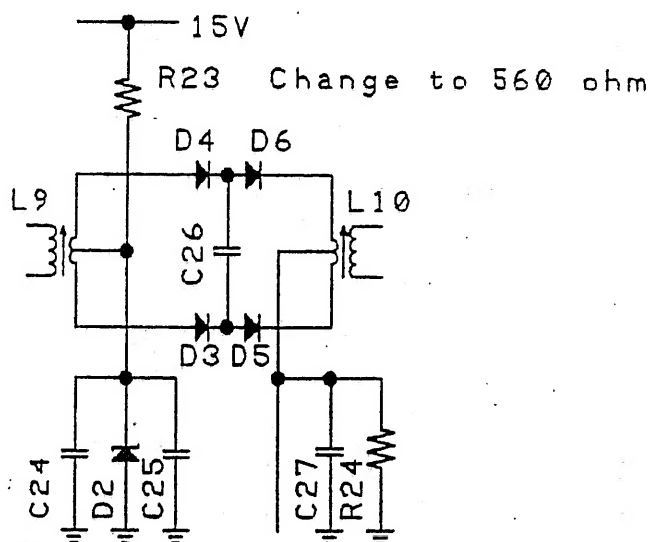 15V
R23 Change to 560 ohm
D4 D6
L9
L10
C26
D3 D5
C24
D2
C25
C27
R24